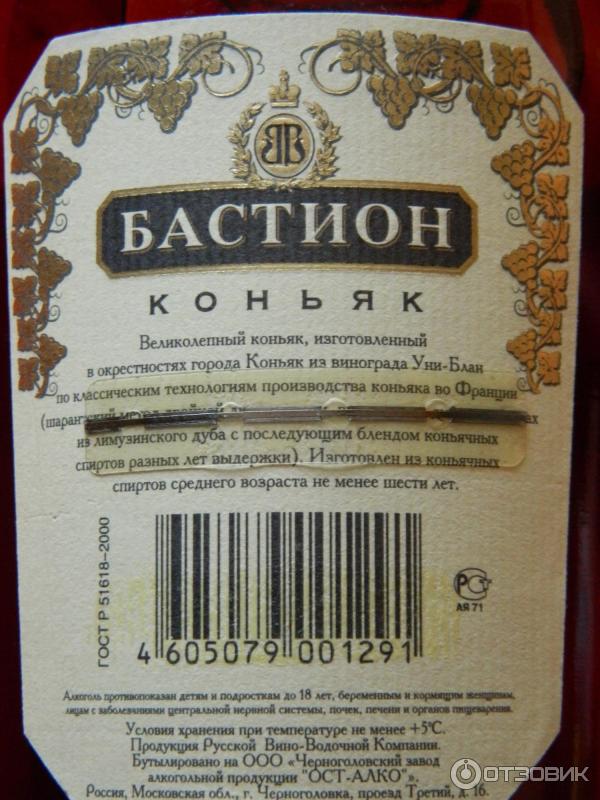 БАСТИОН
КОНЬЯК
Великолепный коньяк, изготовленный
в окрестностях города Коньяк из винограда Уни-Блан
по классическим технологиям производства коньяка во Франции
из лимузинского дуба с последующим блендом коньячных
спиртов разных лет выдержки). Изготовлен из коньячных
спиртов среднего возраста не менее шести лет.
ГОСТ Р 51618-2000
РСТ
АЯ 71
4 605079 001291
Алкоголь противопоказан детям и подросткам до 18 лет, беременным и кормящим женщинам,
лицам с заболеваниями центральной нервной системы, почек, печени и органов пищеварения.
Условия хранения при температуре не менее +5°С.
Продукция Русской Вино-Водочной Компании.
Бутылировано на ООО «Черноголовский завод
алкогольной продукции "ОСТ-АЛКО"».
Россия, Московская обл., г. Черноголовка, проезд Третий, д. 16.
ОТЗОВИК